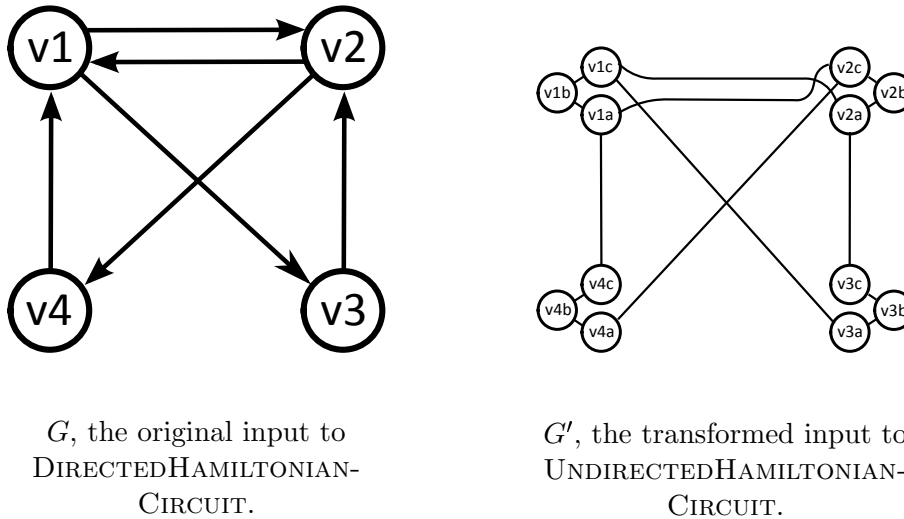 v1 v2
v4 v3
v1c v2c
v1b v2b
v1a v2a
v4c v3c
v4b v3b
v4a v3a
G, the original input to
DIRECTEDHAMILTONIAN-
CIRCUIT.
G′, the transformed input to
UNDIRECTEDHAMILTONIAN-
CIRCUIT.